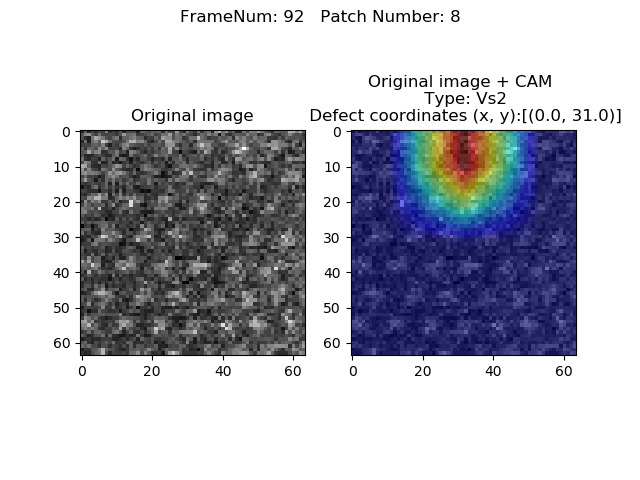 FrameNum: 92   Patch Number: 8
Original image
0
10
20
30
40
50
60
0 20 40 60
Original image + CAM
Type: Vs2
Defect coordinates (x, y):[(0.0, 31.0)]
0
10
20
30
40
50
60
0 20 40 60